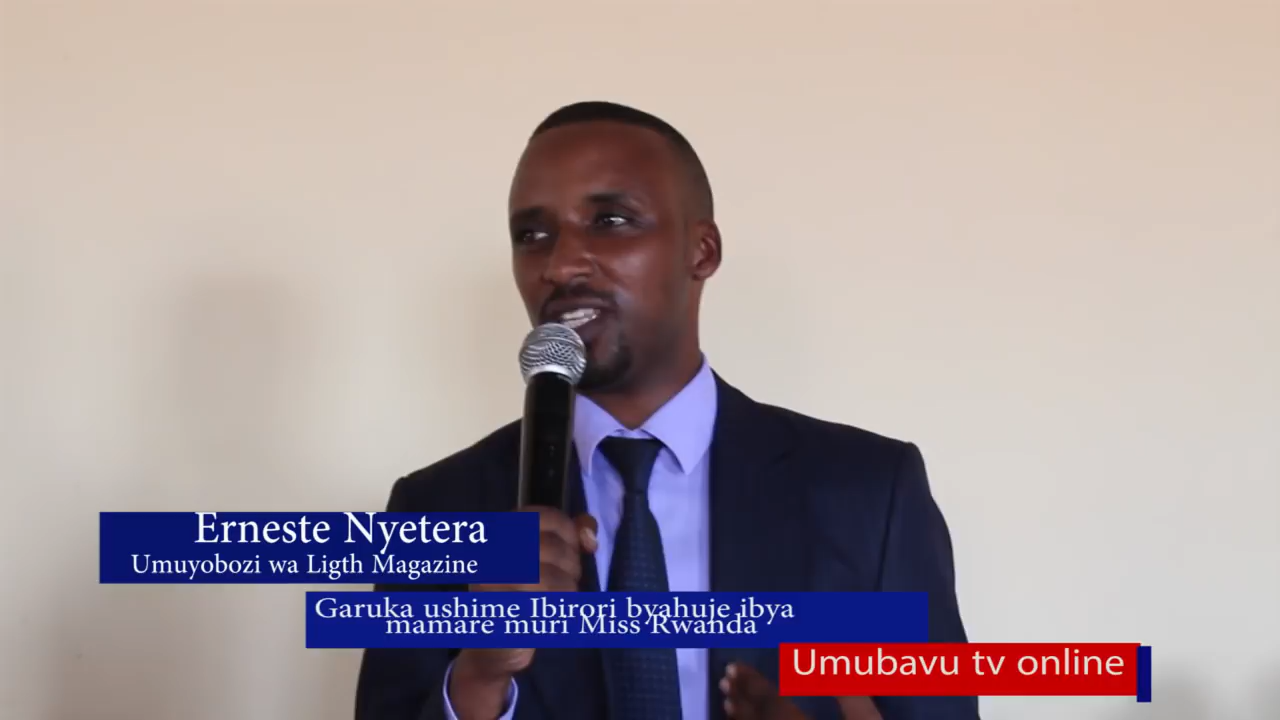 Erneste Nyetera
Umuyobozi wa Ligth Magazine
Garuka ushime Ibirori byahuje ibya
mamare muri Miss Rwanda
Umubavu tv online